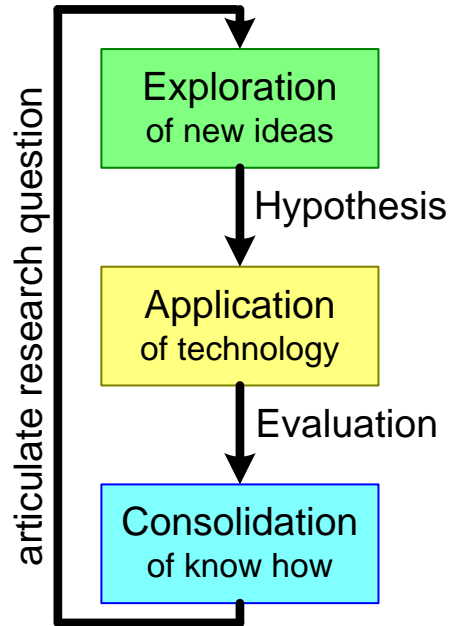 Exploration
of new ideas
Hypothesis
Application
of technology
Evaluation
Consolidation
of know how
articulate research question